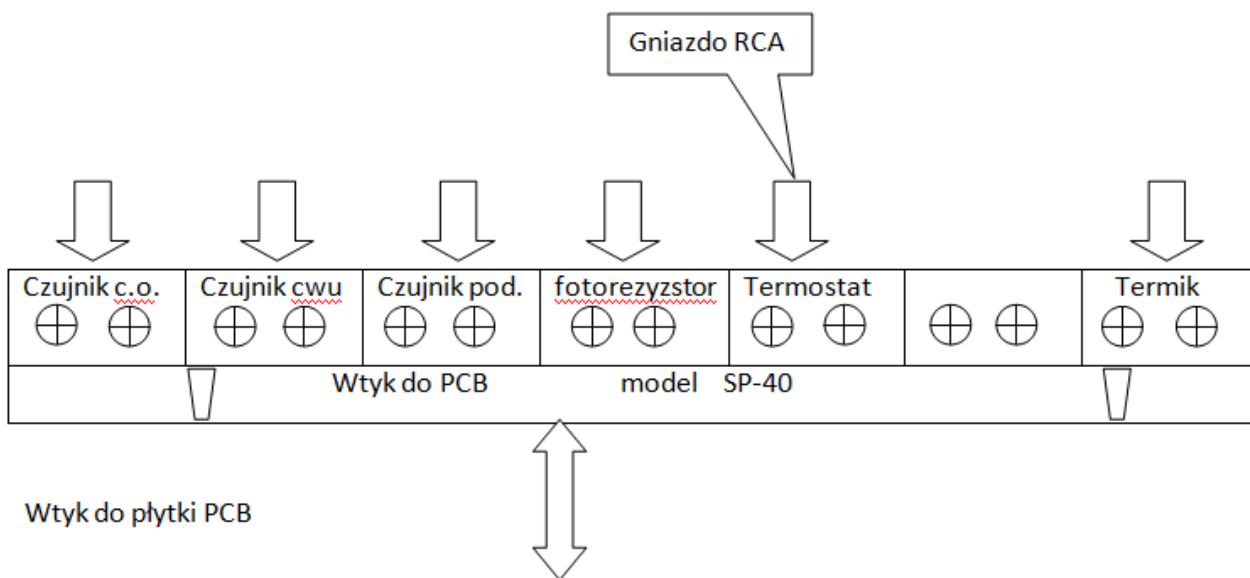 Gniazdo RCA
Czujnik c.o.
Czujnik cwu
Czujnik pod.
fotorezyzstor
Termostat
Termik
Wtyk do PCB model SP-40
Wtyk do płytki PCB